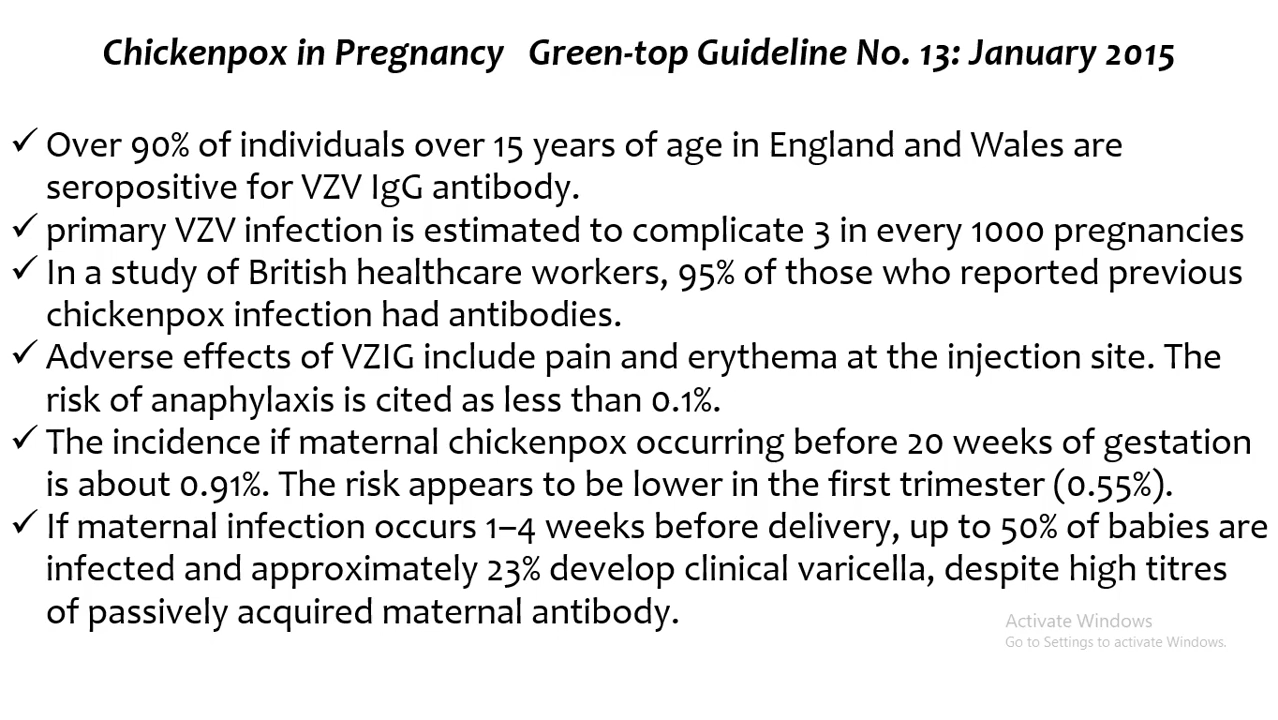 Chickenpox in Pregnancy Green-top Guideline No. 13: January 2015
✓ Over 90% of individuals over 15 years of age in England and Wales are
seropositive for VZV IgG antibody.
✓ primary VZV infection is estimated to complicate 3 in every 1000 pregnancies
✓ In a study of British healthcare workers, 95% of those who reported previous
chickenpox infection had antibodies.
✓ Adverse effects of VZIG include pain and erythema at the injection site. The
risk of anaphylaxis is cited as less than 0.1%.
✓ The incidence if maternal chickenpox occurring before 20 weeks of gestation
is about 0.91%. The risk appears to be lower in the first trimester (0.55%).
✓ If maternal infection occurs 1–4 weeks before delivery, up to 50% of babies are
infected and approximately 23% develop clinical varicella, despite high titres
of passively acquired maternal antibody.
Activate Windows
Go to Settings to activate Windows.